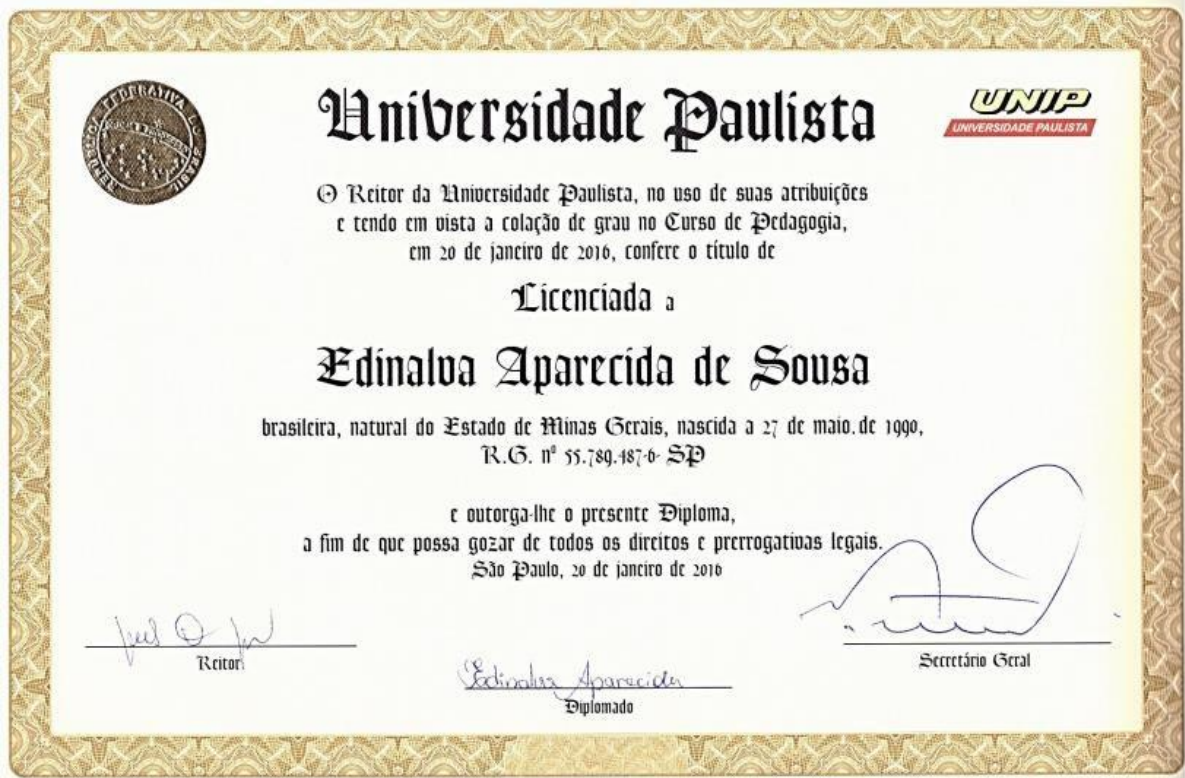 REPÚBLICA FEDERATIVA DO BRASIL
Universidade Paulista
UNIP
UNIVERSIDADE PAULISTA
O Reitor da Universidade Paulista, no uso de suas atribuições
e tendo em vista a colação de grau no Curso de Pedagogia,
em 20 de janeiro de 2016, confere o título de
Licenciada a
Edinalva Aparecida de Sousa
brasileira, natural do Estado de Minas Gerais, nascida a 27 de maio de 1990,
R.G. nº 55.789.487-6- SP
e outorga-lhe o presente Diploma,
a fim de que possa gozar de todos os direitos e prerrogativas legais.
São Paulo, 20 de janeiro de 2016
Reitor
Secretário Geral
Edinalva Aparecida
Diplomado